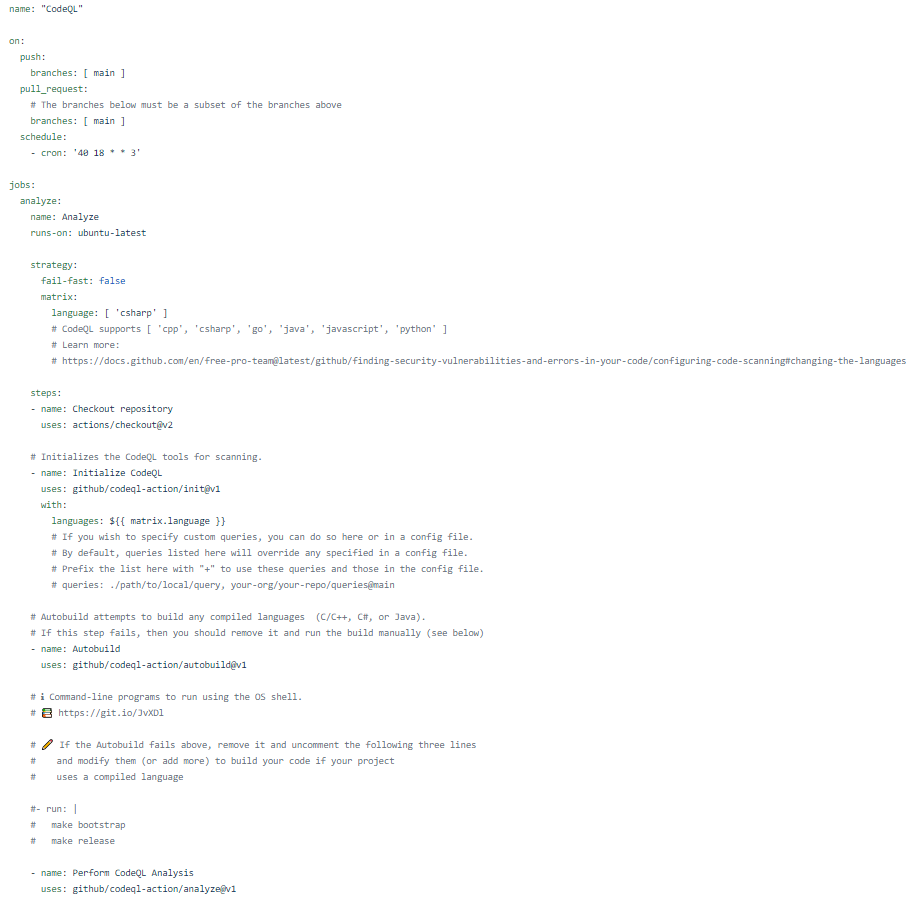 name: "CodeQL"
on:
  push:
    branches: [ main ]
  pull_request:
    # The branches below must be a subset of the branches above
    branches: [ main ]
  schedule:
    - cron: '40 18 * * 3'
jobs:
  analyze:
    name: Analyze
    runs-on: ubuntu-latest
    strategy:
      fail-fast: false
      matrix:
        language: [ 'csharp' ]
        # CodeQL supports [ 'cpp', 'csharp', 'go', 'java', 'javascript', 'python' ]
        # Learn more:
        # https://docs.github.com/en/free-pro-team@latest/github/finding-security-vulnerabilities-and-errors-in-your-code/configuring-code-scanning#changing-the-languages
    steps:
    - name: Checkout repository
      uses: actions/checkout@v2
    # Initializes the CodeQL tools for scanning.
    - name: Initialize CodeQL
      uses: github/codeql-action/init@v1
      with:
        languages: ${{ matrix.language }}
        # If you wish to specify custom queries, you can do so here or in a config file.
        # By default, queries listed here will override any specified in a config file.
        # Prefix the list here with "+" to use these queries and those in the config file.
        # queries: ./path/to/local/query, your-org/your-repo/queries@main
    # Autobuild attempts to build any compiled languages  (C/C++, C#, or Java).
    # If this step fails, then you should remove it and run the build manually (see below)
    - name: Autobuild
      uses: github/codeql-action/autobuild@v1
    # ℹ Command-line programs to run using the OS shell.
    # 📚 https://git.io/JvXDl
    # ✏ If the Autobuild fails above, remove it and uncomment the following three lines
    #    and modify them (or add more) to build your code if your project
    #    uses a compiled language
    #- run: |
    #   make bootstrap
    #   make release
    - name: Perform CodeQL Analysis
      uses: github/codeql-action/analyze@v1